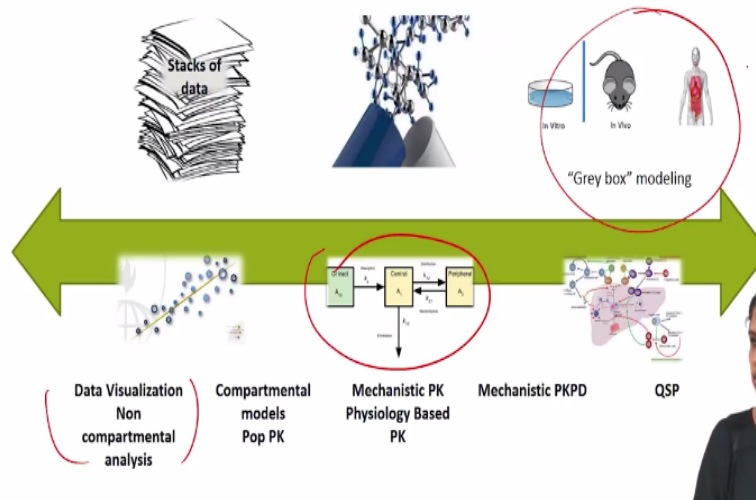 Stacks of
data
In Vitro
In Vivo
"Grey box" modeling
GI tract
Central
Peripheral
Data Visualization
Non
compartmental
analysis
Compartmental
models
Pop PK
Mechanistic PK
Physiology Based
PK
Mechanistic PKPD
QSP